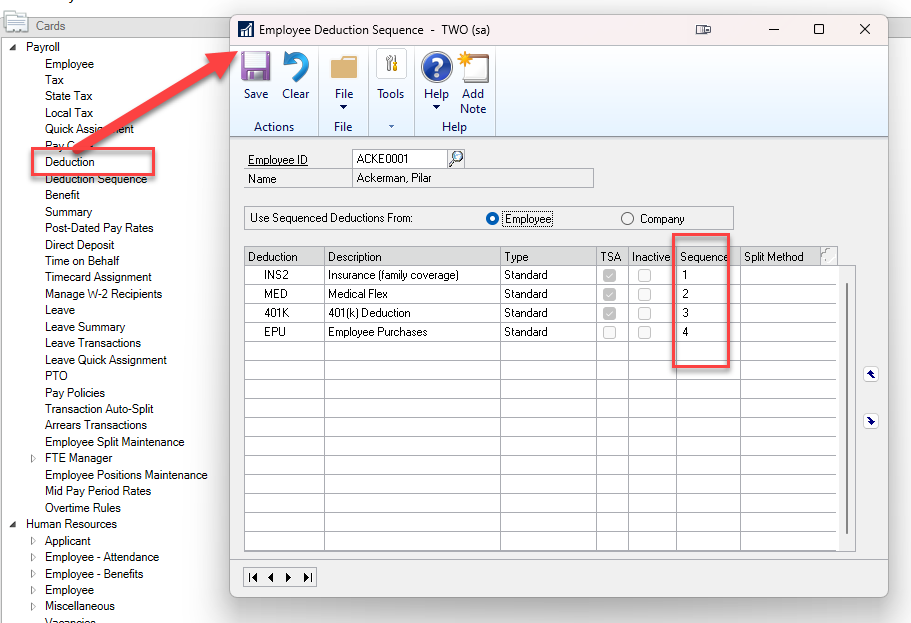 Cards
Payroll
Employee
Tax
State Tax
Local Tax
Quick Assignment
Pay
Deduction
Deduction Sequence
Benefit
Summary
Post-Dated Pay Rates
Direct Deposit
Time on Behalf
Timecard Assignment
Manage W-2 Recipients
Leave
Leave Summary
Leave Transactions
Leave Quick Assignment
PTO
Pay Policies
Transaction Auto-Split
Arrears Transactions
Employee Split Maintenance
FTE Manager
Employee Positions Maintenance
Mid Pay Period Rates
Overtime Rules
Human Resources
Applicant
Employee - Attendance
Employee - Benefits
Employee
Miscellaneous
Vacancies
Employee Deduction Sequence - TWO (sa)
Save Clear File Tools Help Add Note
Actions File Help
Employee ID ACKE0001
Name Ackerman, Pilar
Use Sequenced Deductions From: Employee Company
Deduction Description Type TSA Inactive Sequence Split Method
INS2 Insurance (family coverage) Standard 1
MED Medical Flex Standard 2
401K 401(k) Deduction Standard 3
EPU Employee Purchases Standard 4